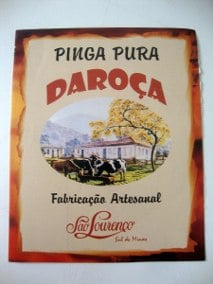 PINGA PURA
DAROÇA
Fabricação Artesanal
São Lourenço
Sul de Minas